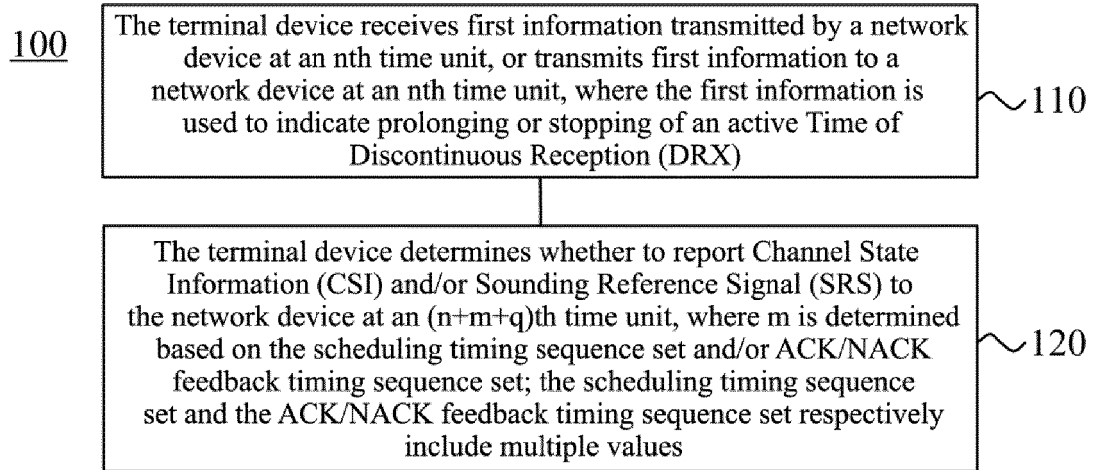 100
The terminal device receives first information transmitted by a network
device at an nth time unit, or transmits first information to a
network device at an nth time unit, where the first information is
used to indicate prolonging or stopping of an active Time of
Discontinuous Reception (DRX)
110
The terminal device determines whether to report Channel State
Information (CSI) and/or Sounding Reference Signal (SRS) to
the network device at an (n+m+q)th time unit, where m is determined
based on the scheduling timing sequence set and/or ACK/NACK
feedback timing sequence set; the scheduling timing sequence
set and the ACK/NACK feedback timing sequence set respectively
include multiple values
120